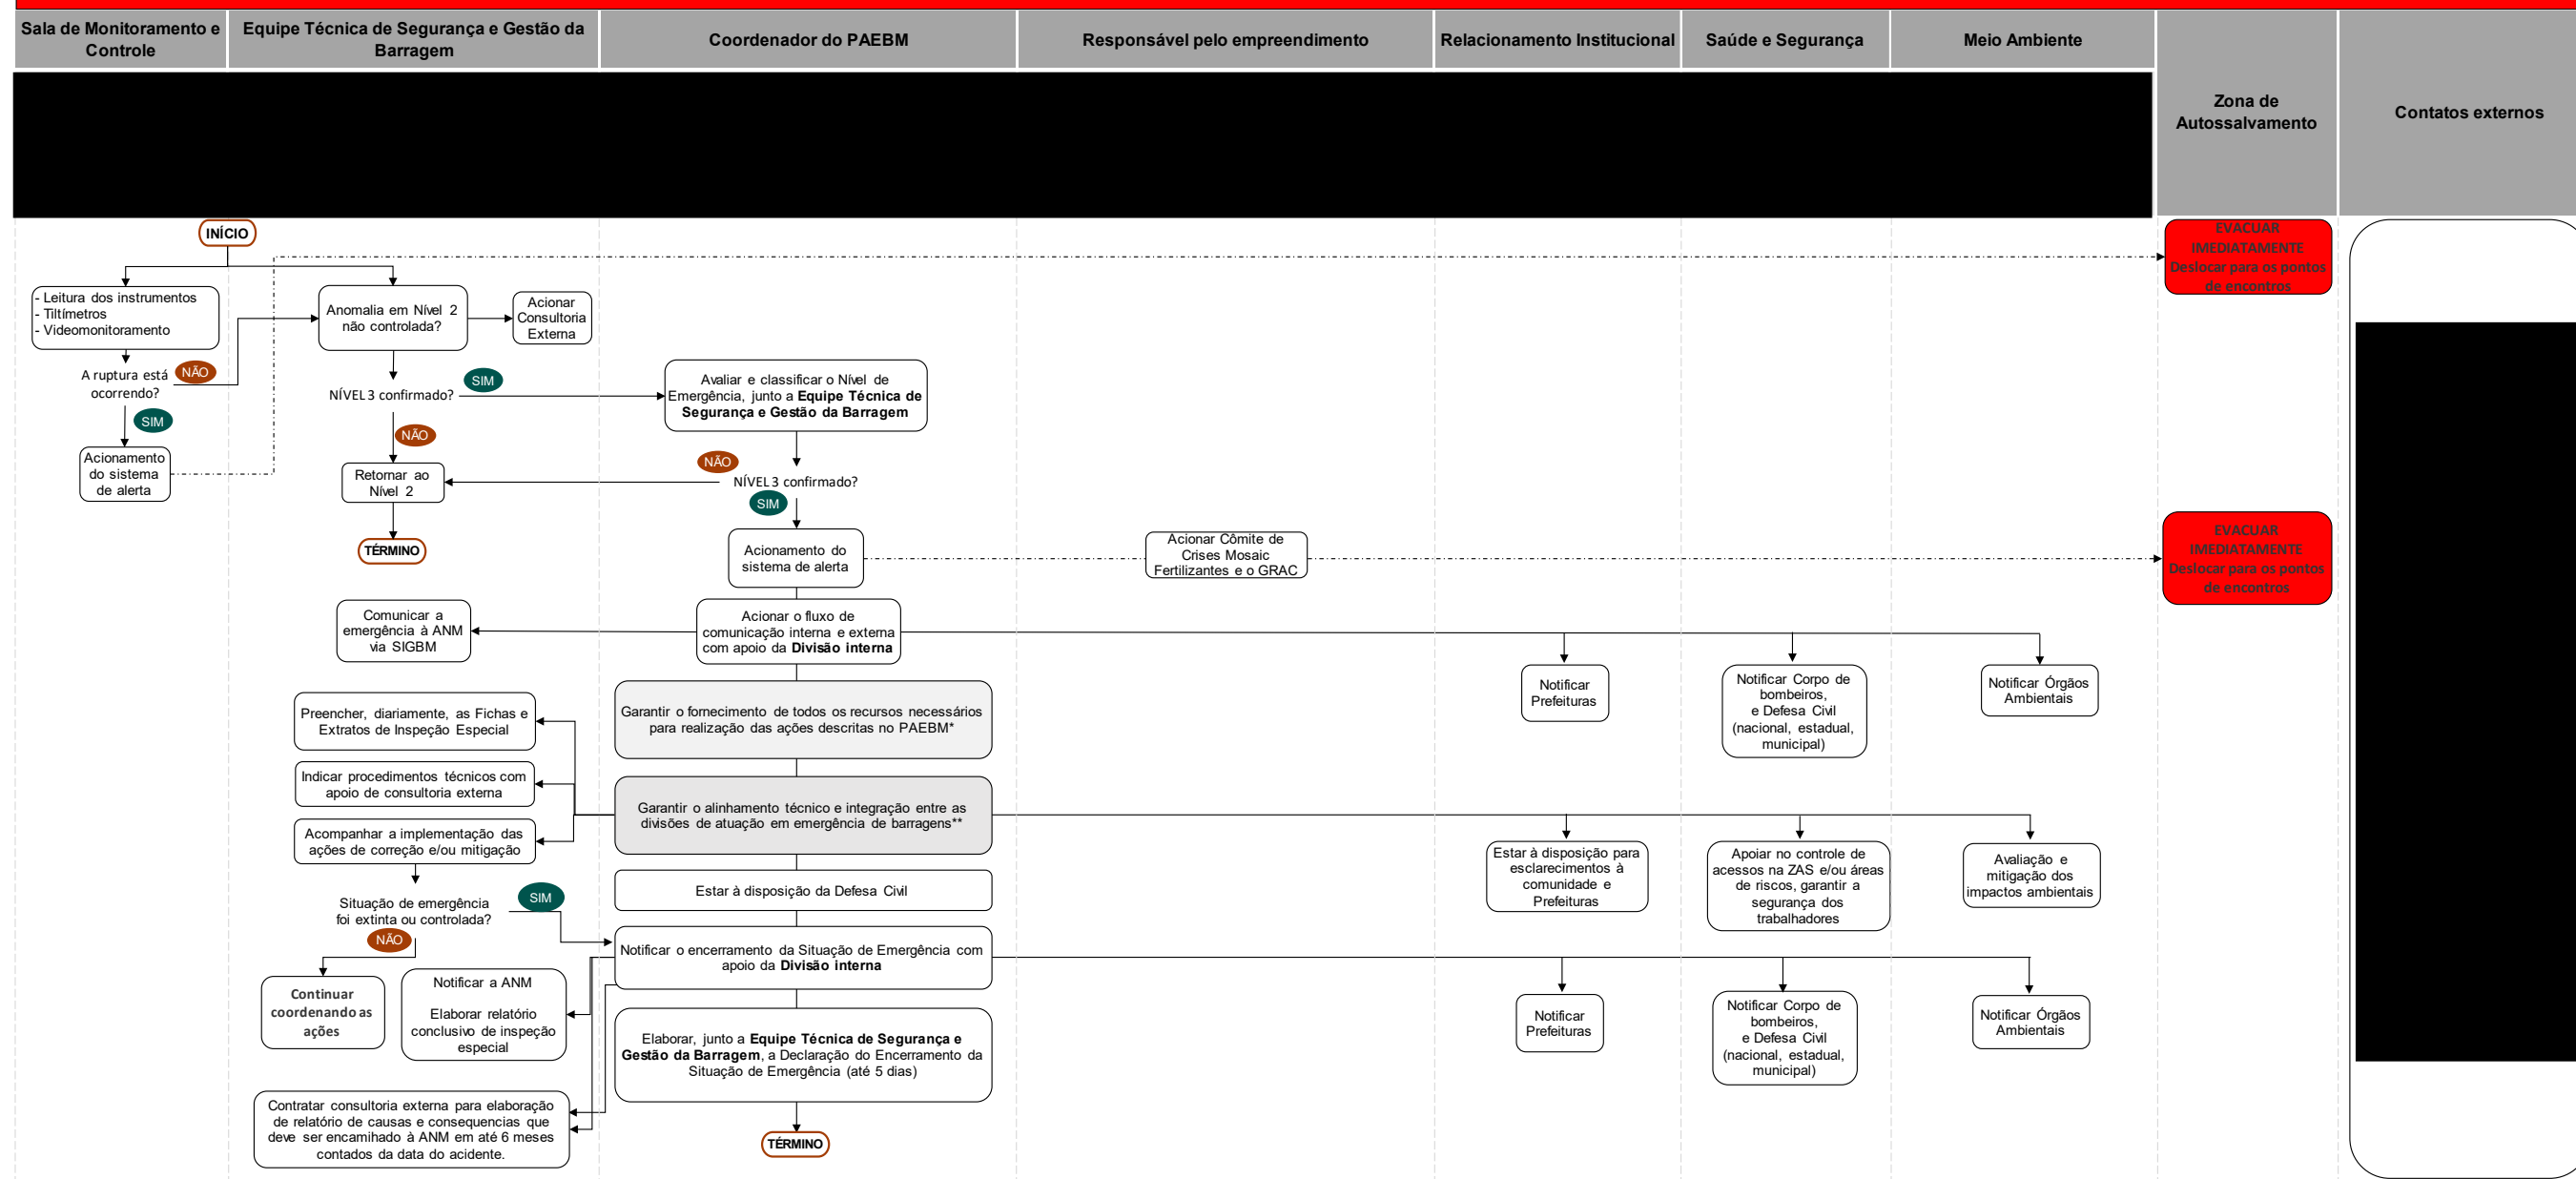 Sala de Monitoramento e
Controle
Equipe Técnica de Segurança e Gestão da
Barragem
Coordenador do PAEBM
Responsável pelo empreendimento
Relacionamento Institucional
Saúde e Segurança
Meio Ambiente
Zona de
Autossalvamento
Contatos externos
INÍCIO
EVACUAR
IMEDIATAMENTE
Deslocar para os pontos
de encontros
- Leitura dos instrumentos
- Tiltímetros
- Videomonitoramento
Anomalia em Nível 2
não controlada?
Acionar
Consultoria
Externa
A ruptura está
ocorrendo?
NÃO
SIM
NÍVEL 3 confirmado?
SIM
Avaliar e classificar o Nível de
Emergência, junto a Equipe Técnica de
Segurança e Gestão da Barragem
NÃO
Acionamento
do sistema
de alerta
Retornar ao
Nível 2
NÃO
NÍVEL 3 confirmado?
SIM
TÉRMINO
Acionamento do
sistema de alerta
Acionar Cômite de
Crises Mosaic
Fertilizantes e o GRAC
EVACUAR
IMEDIATAMENTE
Deslocar para os pontos
de encontros
Comunicar a
emergência à ANM
via SIGBM
Acionar o fluxo de
comunicação interna e externa
com apoio da Divisão interna
Notificar
Prefeituras
Notificar Corpo de
bombeiros,
e Defesa Civil
(nacional, estadual,
municipal)
Notificar Órgãos
Ambientais
Preencher, diariamente, as Fichas e
Extratos de Inspeção Especial
Garantir o fornecimento de todos os recursos necessários
para realização das ações descritas no PAEBM*
Indicar procedimentos técnicos com
apoio de consultoria externa
Garantir o alinhamento técnico e integração entre as
divisões de atuação em emergência de barragens**
Acompanhar a implementação das
ações de correção e/ou mitigação
Estar à disposição para
esclarecimentos à
comunidade e
Prefeituras
Apoiar no controle de
acessos na ZAS e/ou áreas
de riscos, garantir a
segurança dos
trabalhadores
Avaliação e
mitigação dos
impactos ambientais
Estar à disposição da Defesa Civil
Situação de emergência
foi extinta ou controlada?
SIM
NÃO
Notificar o encerramento da Situação de Emergência com
apoio da Divisão interna
Continuar
coordenando as
ações
Notificar a ANM
Elaborar relatório
conclusivo de inspeção
especial
Notificar
Prefeituras
Notificar Corpo de
bombeiros,
e Defesa Civil
(nacional, estadual,
municipal)
Notificar Órgãos
Ambientais
Elaborar, junto a Equipe Técnica de Segurança e
Gestão da Barragem, a Declaração do Encerramento da
Situação de Emergência (até 5 dias)
Contratar consultoria externa para elaboração
de relatório de causas e consequencias que
deve ser encamihado à ANM em até 6 meses
contados da data do acidente.
TÉRMINO